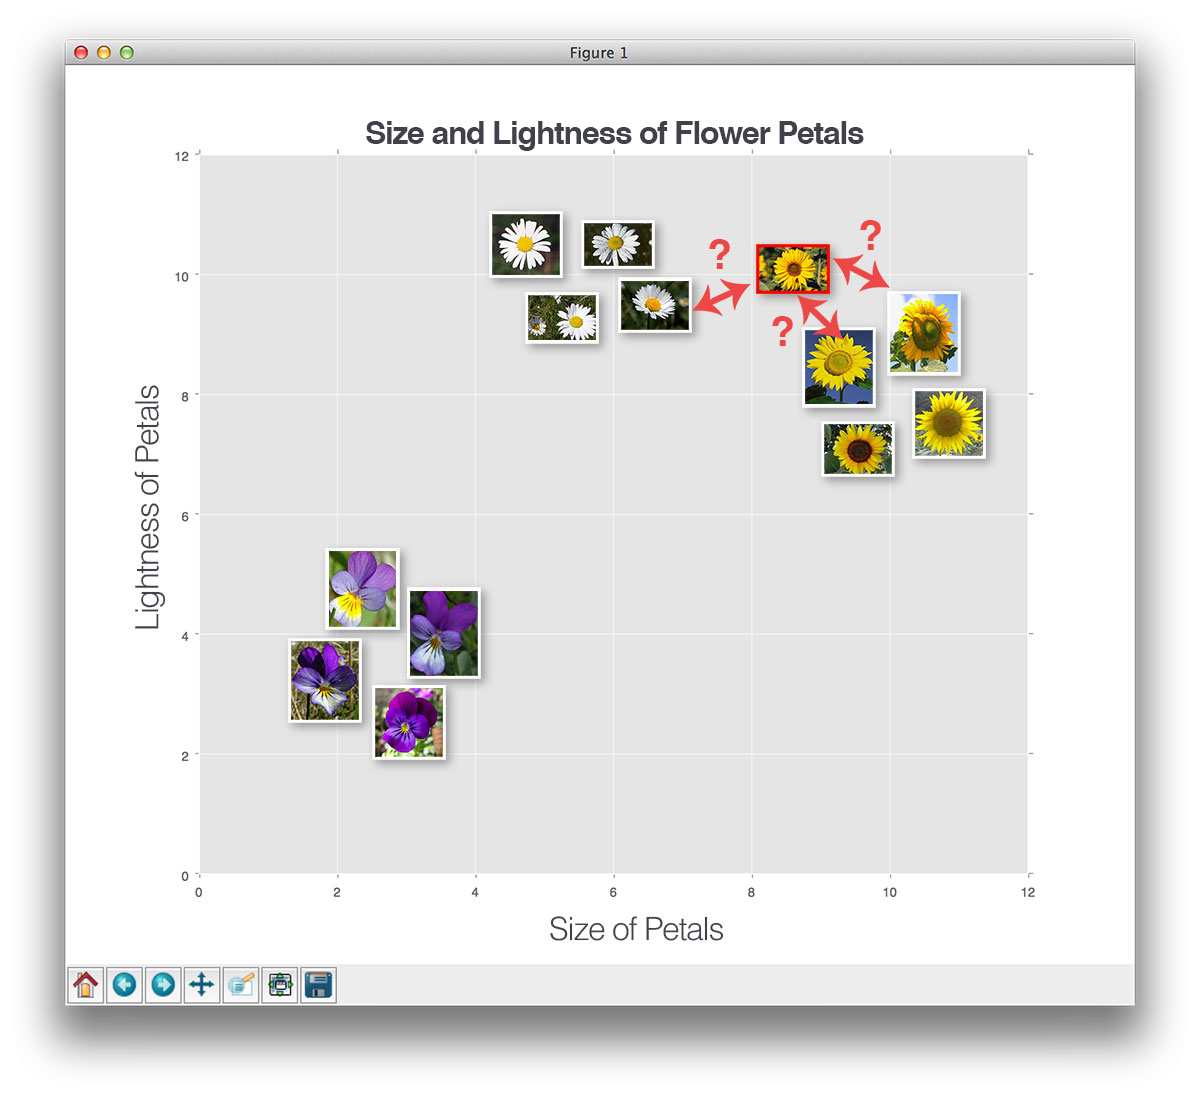 Figure 1
Size and Lightness of Flower Petals
12
10
8
6
4
2
0
?
?
?
Lightness of Petals
0 2 4 6 8 10 12
Size of Petals